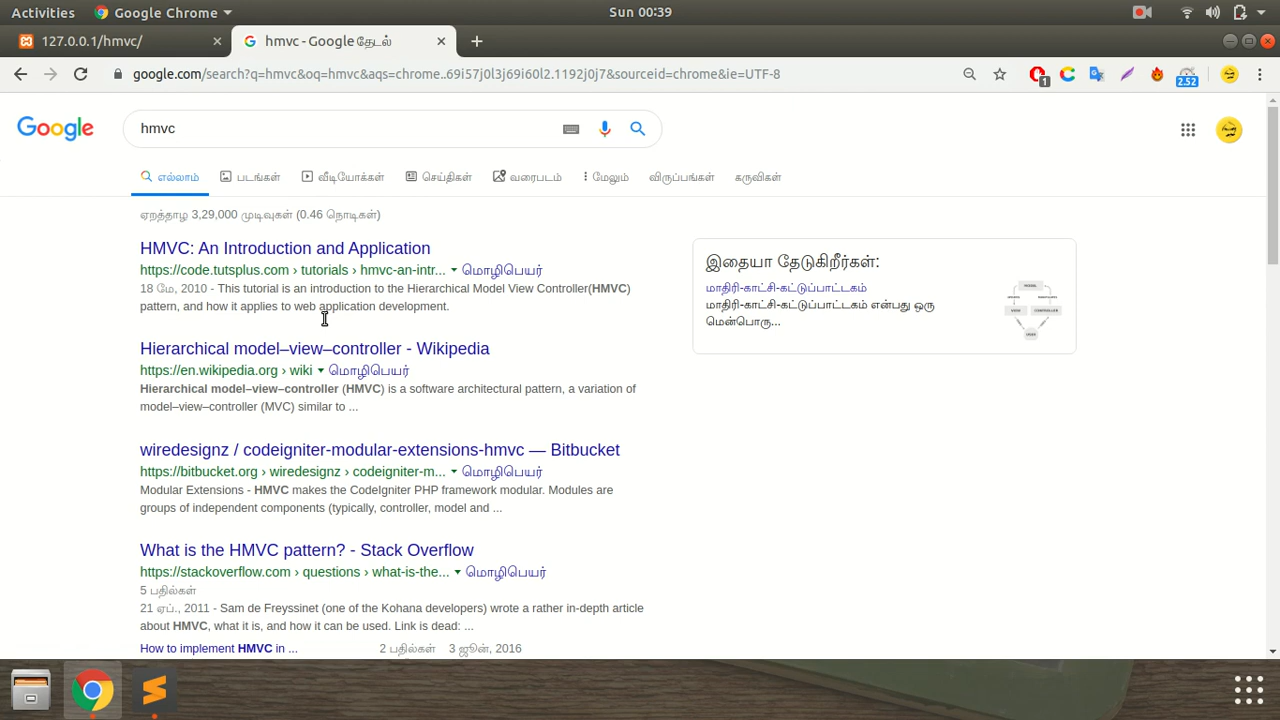 Activities Google Chrome Sun 00:39
127.0.0.1/hmvc/ hmvc - Google தேடல்
google.com/search?q=hmvc&oq=hmvc&aqs=chrome..69i57j0l3j69i60l2.1192j0j7&sourceid=chrome&ie=UTF-8 1 2.52
Google hmvc
எல்லாம் படங்கள் வீடியோக்கள் செய்திகள் வரைபடம் மேலும் விருப்பங்கள் கருவிகள்
ஏறத்தாழ 3,29,000 முடிவுகள் (0.46 நொடிகள்)
HMVC: An Introduction and Application
https://code.tutsplus.com › tutorials › hmvc-an-intr... மொழிபெயர்
18 மே, 2010 - This tutorial is an introduction to the Hierarchical Model View Controller(HMVC)
pattern, and how it applies to web application development.
Hierarchical model–view–controller - Wikipedia
https://en.wikipedia.org › wiki மொழிபெயர்
Hierarchical model–view–controller (HMVC) is a software architectural pattern, a variation of
model–view–controller (MVC) similar to ...
wiredesignz / codeigniter-modular-extensions-hmvc — Bitbucket
https://bitbucket.org › wiredesignz › codeigniter-m... மொழிபெயர்
Modular Extensions - HMVC makes the CodeIgniter PHP framework modular. Modules are
groups of independent components (typically, controller, model and ...
What is the HMVC pattern? - Stack Overflow
https://stackoverflow.com › questions › what-is-the... மொழிபெயர்
5 பதில்கள்
21 ஏப்., 2011 - Sam de Freyssinet (one of the Kohana developers) wrote a rather in-depth article
about HMVC, what it is, and how it can be used. Link is dead: ...
How to implement HMVC in ... 2 பதில்கள் 3 ஜூன், 2016
இதையா தேடுகிறீர்கள்:
மாதிரி-காட்சி-கட்டுப்பாட்டகம்
மாதிரி-காட்சி-கட்டுப்பாட்டகம் என்பது ஒரு
மென்பொரு...